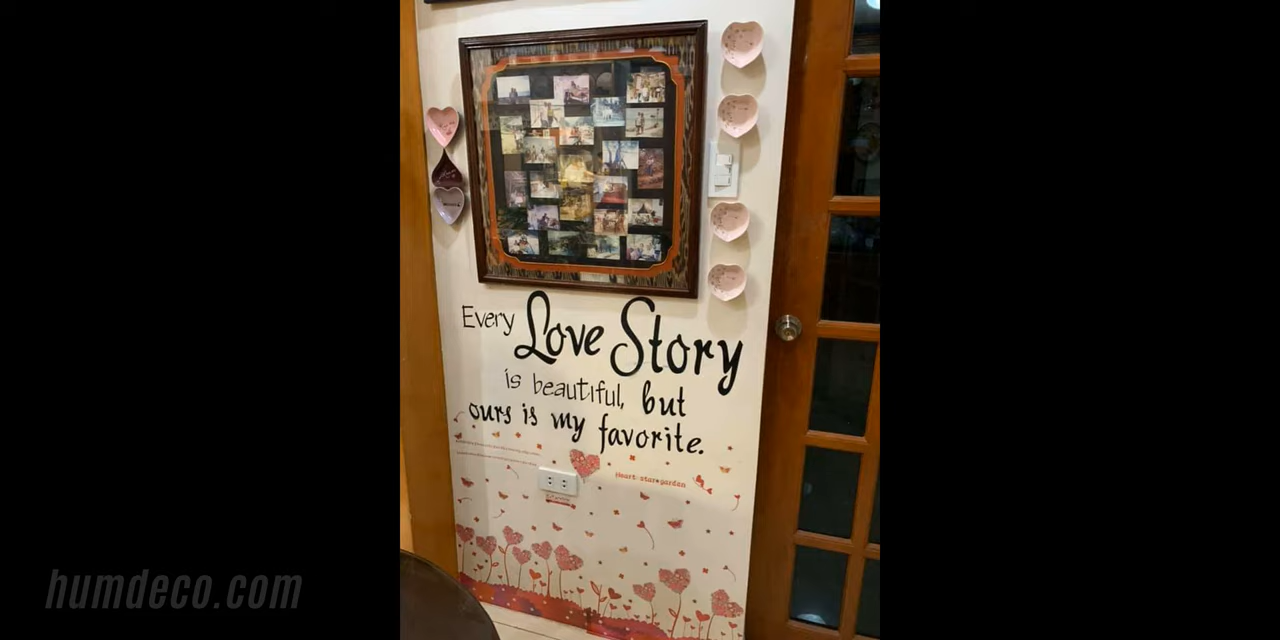 Every Love Story
is beautiful, but
ours is my favorite.
Heart star garden
humdeco.com